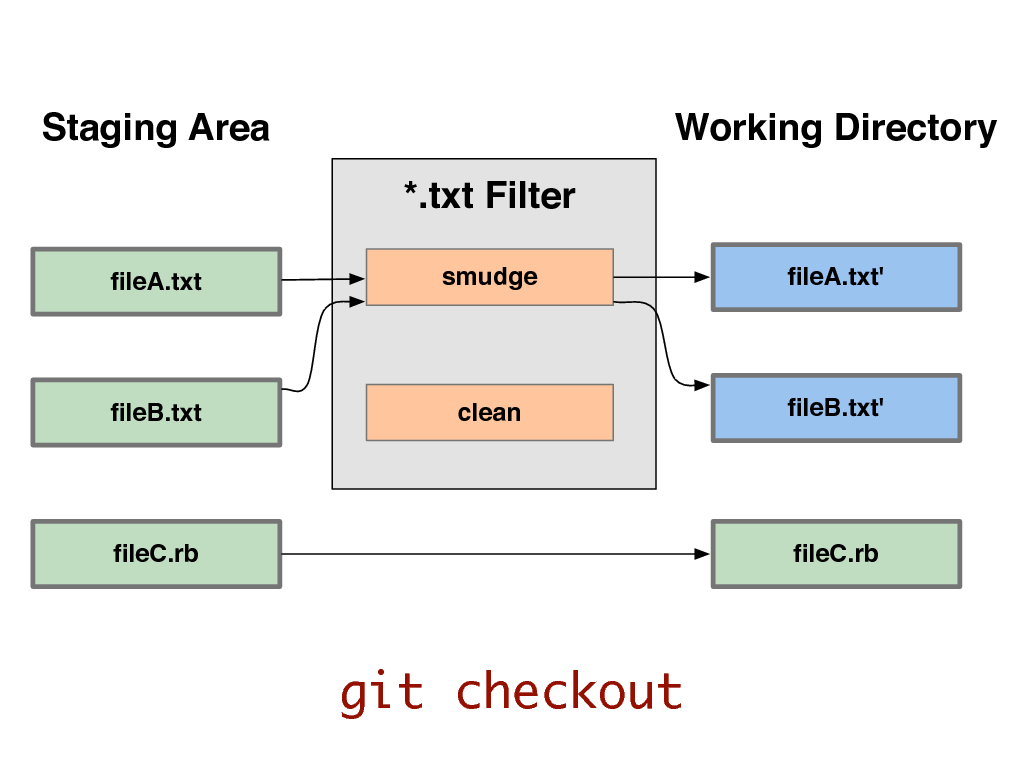 Staging Area
Working Directory
*.txt Filter
fileA.txt
smudge
fileA.txt'
fileB.txt
clean
fileB.txt'
fileC.rb
fileC.rb
git checkout